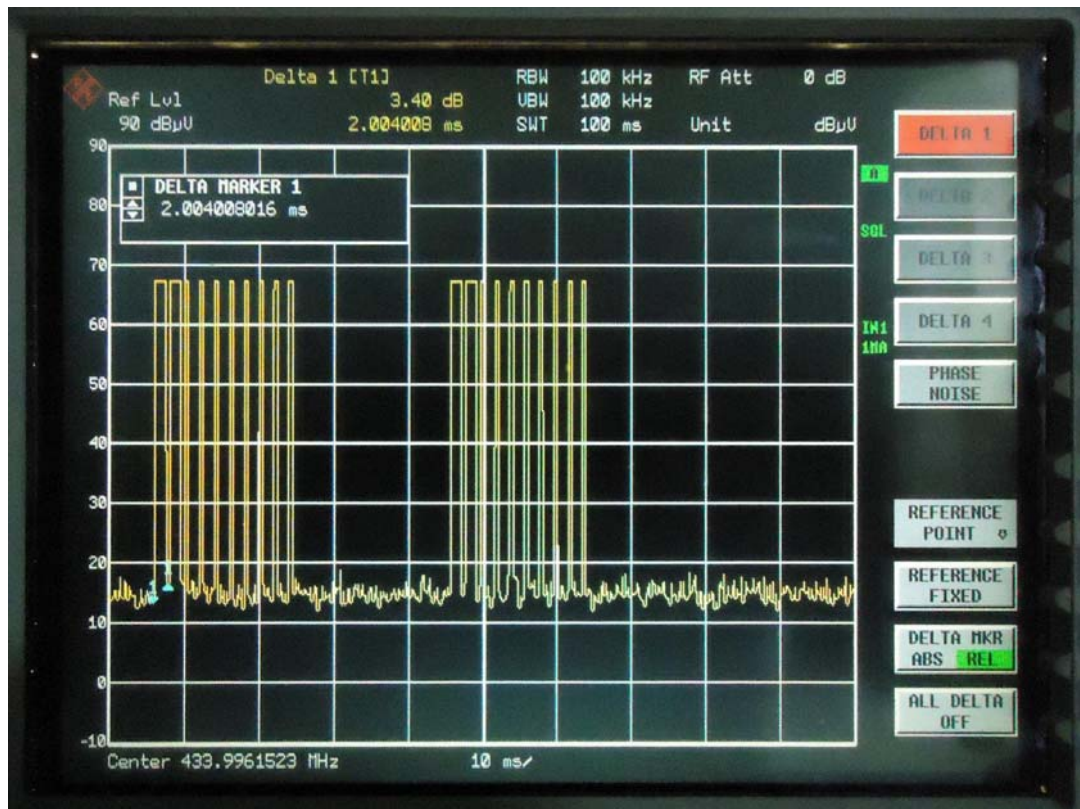 Delta 1 [T1] RBW 100 kHz RF Att 0 dB
Ref Lvl 3.40 dB VBW 100 kHz
90 dBµV 2.004008 ms SWT 100 ms Unit dBµV
DELTA 1
90
DELTA MARKER 1
A
80 2.004008016 ms
DELTA 2
SGL
70
DELTA 3
60
IN1
DELTA 4
1MA
50
PHASE
NOISE
40
30
REFERENCE
POINT
20
REFERENCE
FIXED
1
10
DELTA MKR
ABS REL
0
ALL DELTA
OFF
-10
Center 433.9961523 MHz 10 ms/